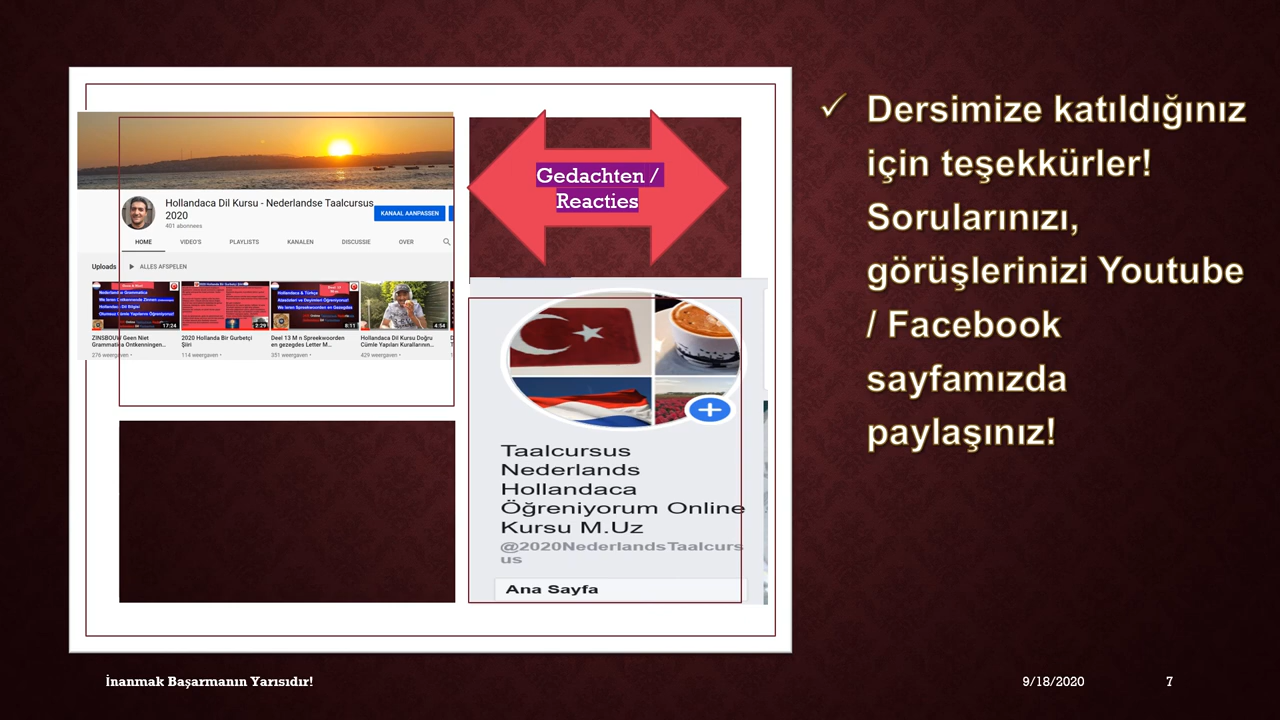 Hollandaca Dil Kursu - Nederlandse Taalcursus
2020
401 abonnees
KANAAL AANPASSEN
HOME VIDEO'S PLAYLISTS KANALEN DISCUSSIE OVER
Uploads ALLES AFSPELEN
17:24 2:29 8:11 4:54
ZINSBOUW Geen Niet
Grammatica Ontkenningen...
276 weergaven •
2020 Hollanda Bir Gurbetçi
Şiiri
114 weergaven •
Deel 13 M n Spreekwoorden
en gezegdes Letter M...
351 weergaven •
Hollandaca Dil Kursu Doğru
Cümle Yapıları Kurallarının...
429 weergaven •
Gedachten /
Reacties
Taalcursus
Nederlands
Hollandaca
Öğreniyorum Online
Kursu M.Uz
@2020NederlandsTaalcurs
us
Ana Sayfa
✓ Dersimize katıldığınız
için teşekkürler!
Sorularınızı,
görüşlerinizi Youtube
/ Facebook
sayfamızda
paylaşınız!
İnanmak Başarmanın Yarısıdır!
9/18/2020
7